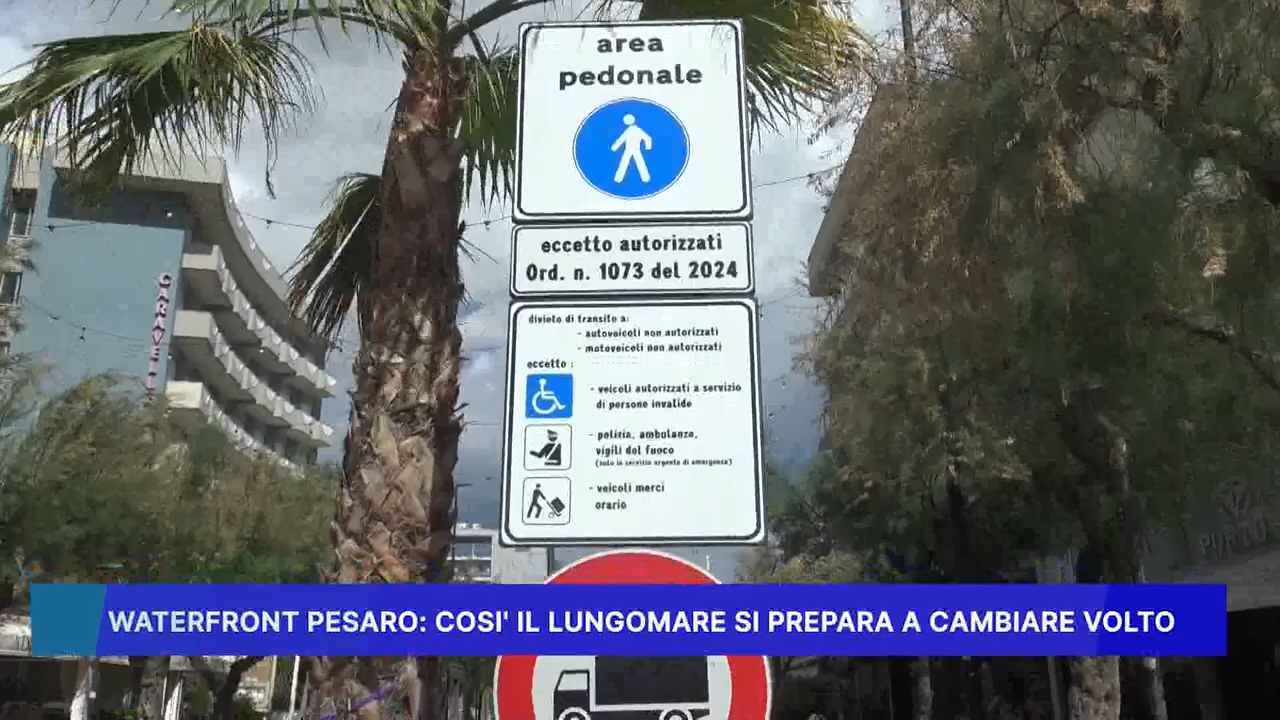 area
pedonale
eccetto autorizzati
Ord. n. 1073 del 2024
divieto di transito a:
- autoveicoli non autorizzati
- motoveicoli non autorizzati
eccetto :
- veicoli autorizzati a servizio
di persone invalide
- polizia, ambulanza,
vigili del fuoco
(solo in servizio urgente di emergenza)
- veicoli merci
orario
WATERFRONT PESARO: COSI' IL LUNGOMARE SI PREPARA A CAMBIARE VOLTO